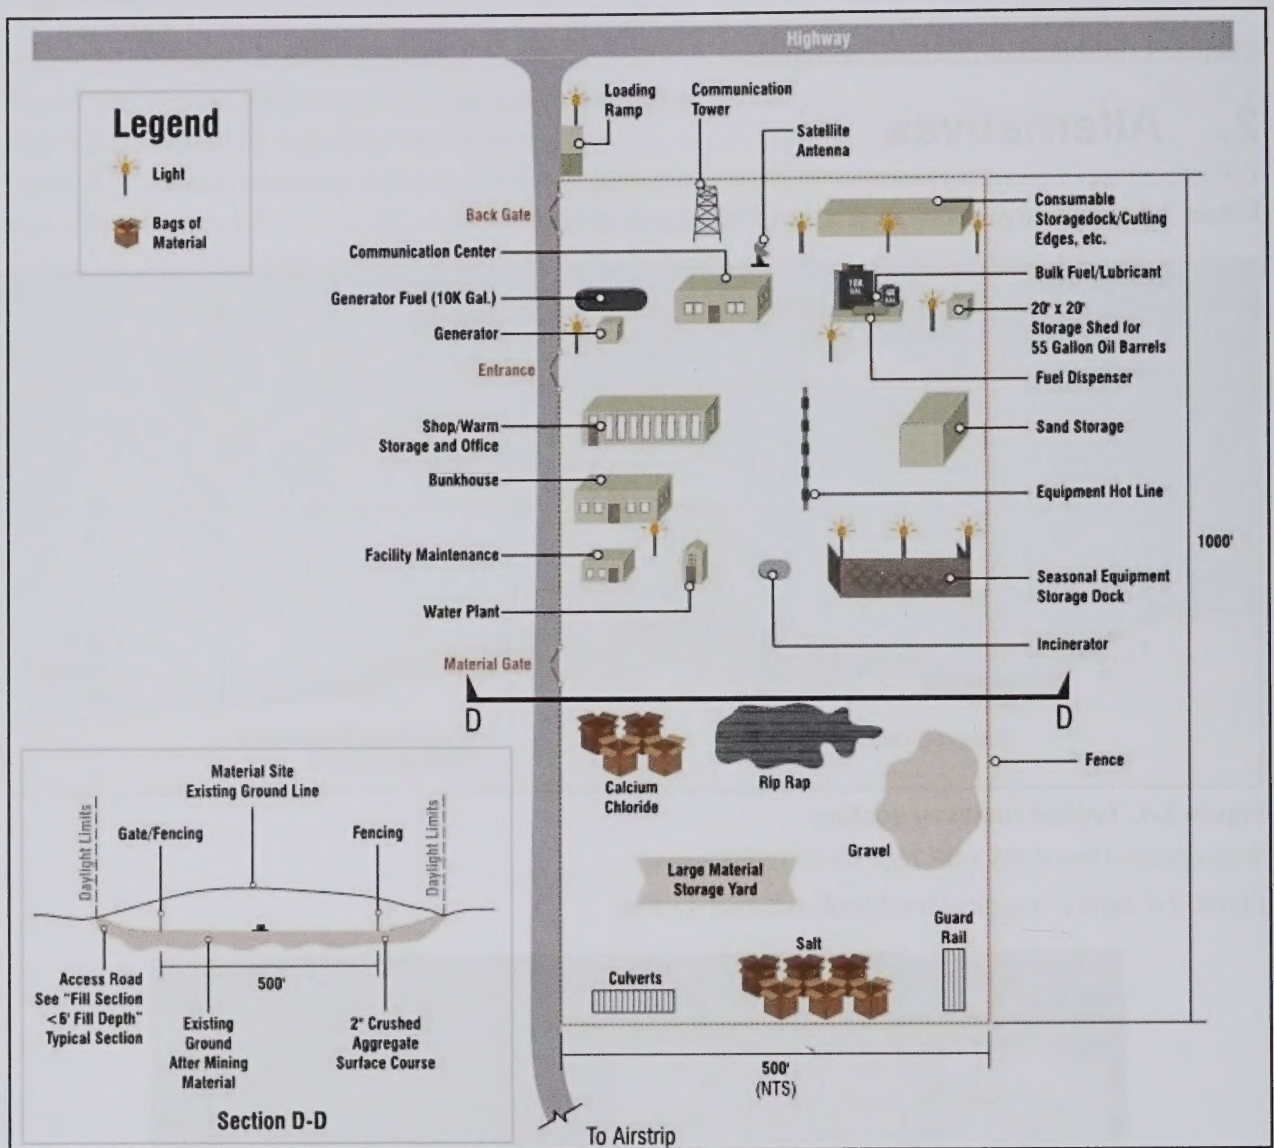 Highway
Legend
Light
Bags of
Material
Loading
Ramp
Communication
Tower
Satellite
Antenna
Back Gate
Communication Center
Generator Fuel (10K Gal.)
Generator
Entrance
Shop/Warm
Storage and Office
Bunkhouse
Facility Maintenance
Water Plant
Material Gate
Consumable
Storagedock/Cutting
Edges, etc.
Bulk Fuel/Lubricant
20' x 20'
Storage Shed for
55 Gallon Oil Barrels
Fuel Dispenser
Sand Storage
Equipment Hot Line
Seasonal Equipment
Storage Dock
Incinerator
1000'
D
D
Calcium
Chloride
Rip Rap
Fence
Gravel
Large Material
Storage Yard
Guard
Rail
Salt
Culverts
500'
(NTS)
To Airstrip
Material Site
Existing Ground Line
Daylight Limits
Gate/Fencing
Fencing
Daylight Limits
Access Road
See "Fill Section
<6' Fill Depth"
Typical Section
500'
Existing
Ground
After Mining
Material
2" Crushed
Aggregate
Surface Course
Section D-D
2. Alternatives